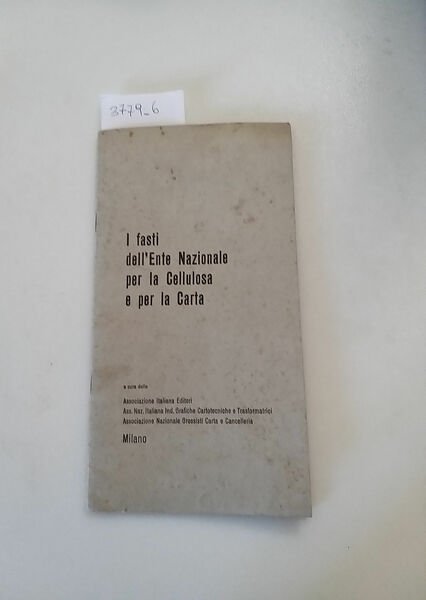 3779_6
I fasti
dell'Ente Nazionale
per la Cellulosa
e per la Carta
a cura delle
Associazione Italiana Editori
Ass. Naz. Italiana Ind. Grafiche Cartotecniche e Trasformatrici
Associazione Nazionale Grossisti Carta e Cancelleria
Milano